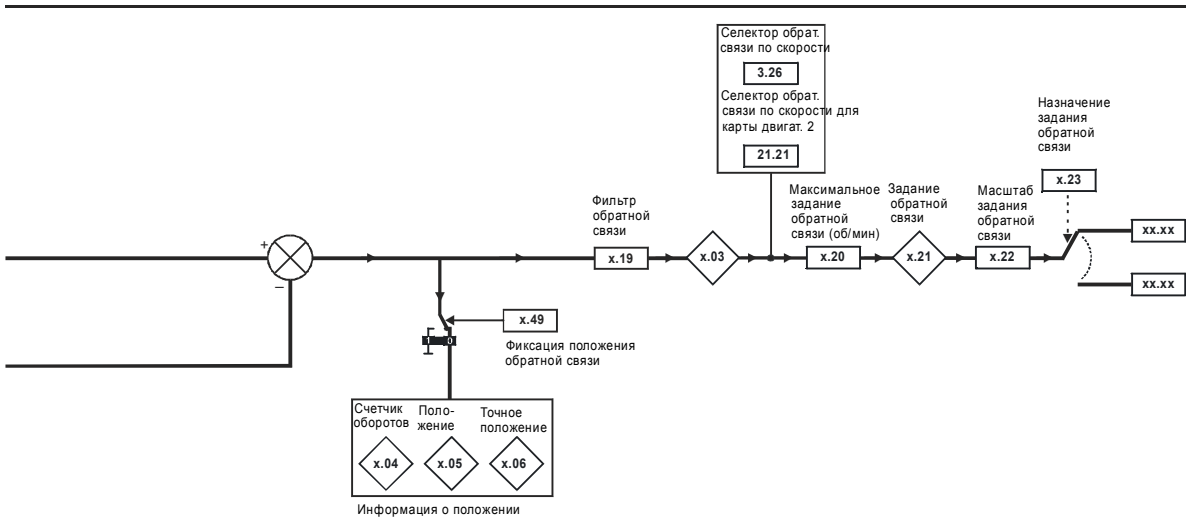 Селектор обрат.
связи по скорости
3.26
Селектор обрат.
связи по скорости для
карты двигат. 2
21.21
Назначение
задания
обратной
связи
x.23
Фильтр
обратной
связи
x.19
x.03
Максимальное
задание
обратной
связи (об/мин)
x.20
Задание
обратной
связи
x.21
Масштаб
задания
обратной
связи
x.22
xx.xx
xx.xx
+
–
x.49
1 0
Фиксация положения
обратной связи
Счетчик
оборотов
x.04
Поло-
жение
x.05
Точное
положение
x.06
Информация о положении